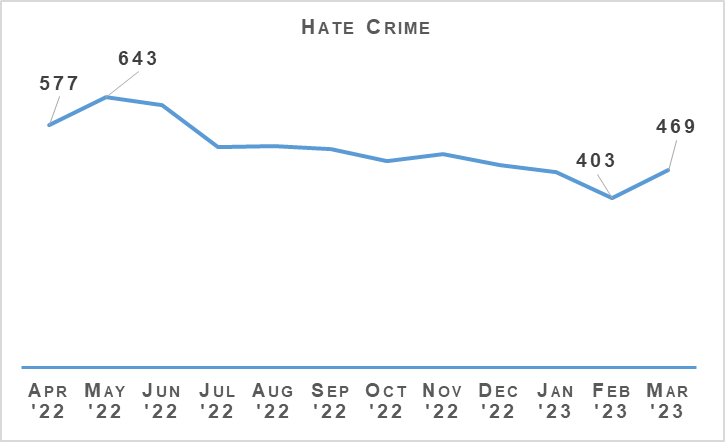 HATE CRIME
643
577
469
403
APR MAY JUN JUL AUG SEP OCT NOV DEC JAN FEB MAR
'22 '22 '22 '22 '22 '22 '22 '22 '22 '23 '23 '23